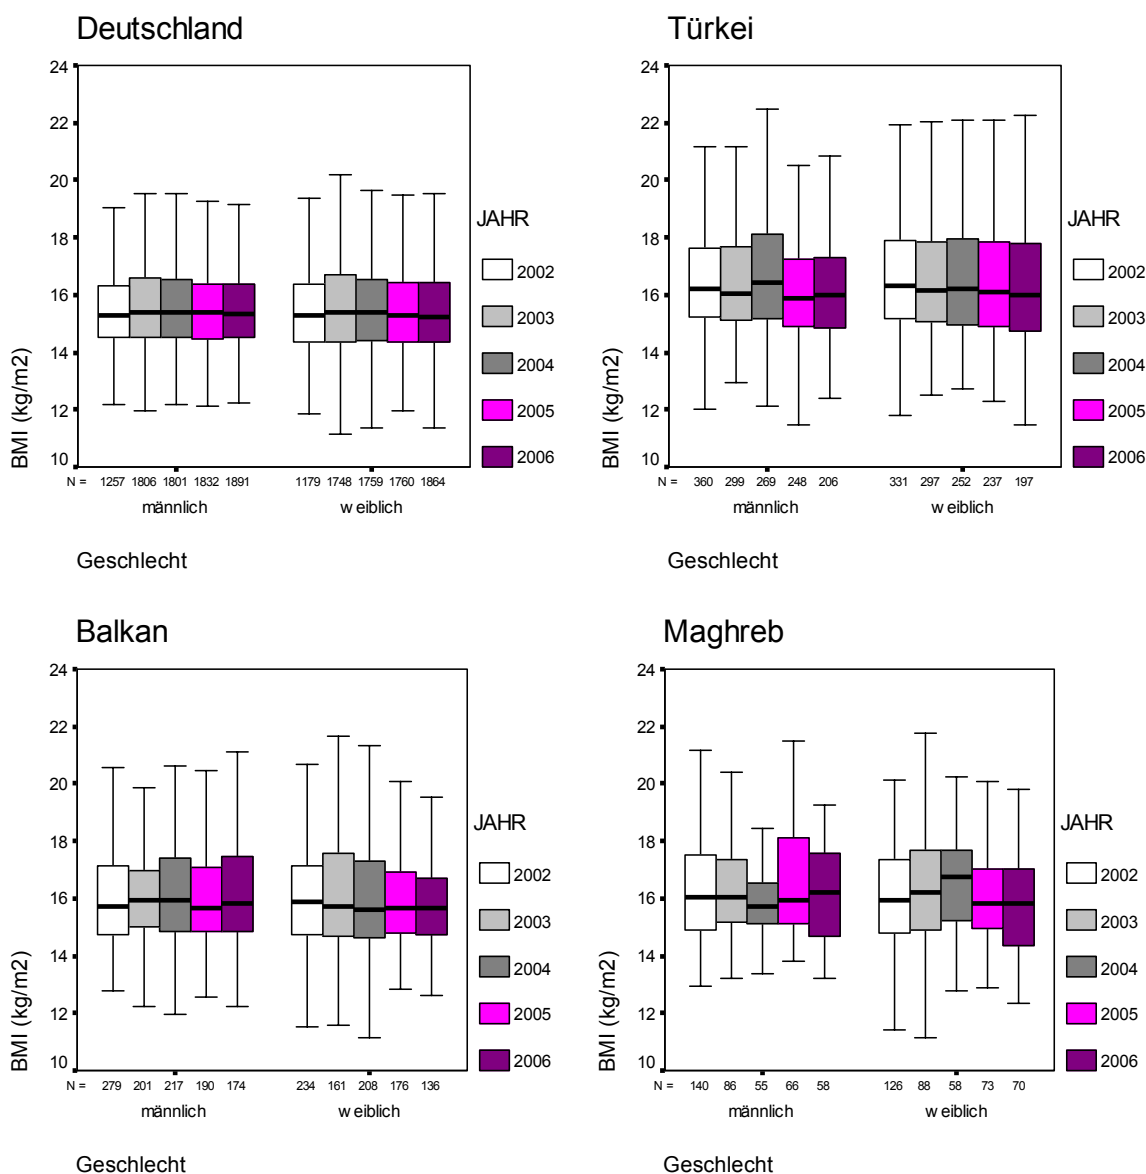 Deutschland
24
22
20
18
16
14
12
10
BMI (kg/m2)
N = 1257 1806 1801 1832 1891 1179 1748 1759 1760 1864
männlich weiblich
Geschlecht
JAHR
2002
2003
2004
2005
2006
Türkei
24
22
20
18
16
14
12
10
BMI (kg/m2)
N = 360 299 269 248 206 331 297 252 237 197
männlich weiblich
Geschlecht
JAHR
2002
2003
2004
2005
2006
Balkan
24
22
20
18
16
14
12
10
BMI (kg/m2)
N = 279 201 217 190 174 234 161 208 176 136
männlich weiblich
Geschlecht
JAHR
2002
2003
2004
2005
2006
Maghreb
24
22
20
18
16
14
12
10
BMI (kg/m2)
N = 140 86 55 66 58 126 88 58 73 70
männlich weiblich
Geschlecht
JAHR
2002
2003
2004
2005
2006